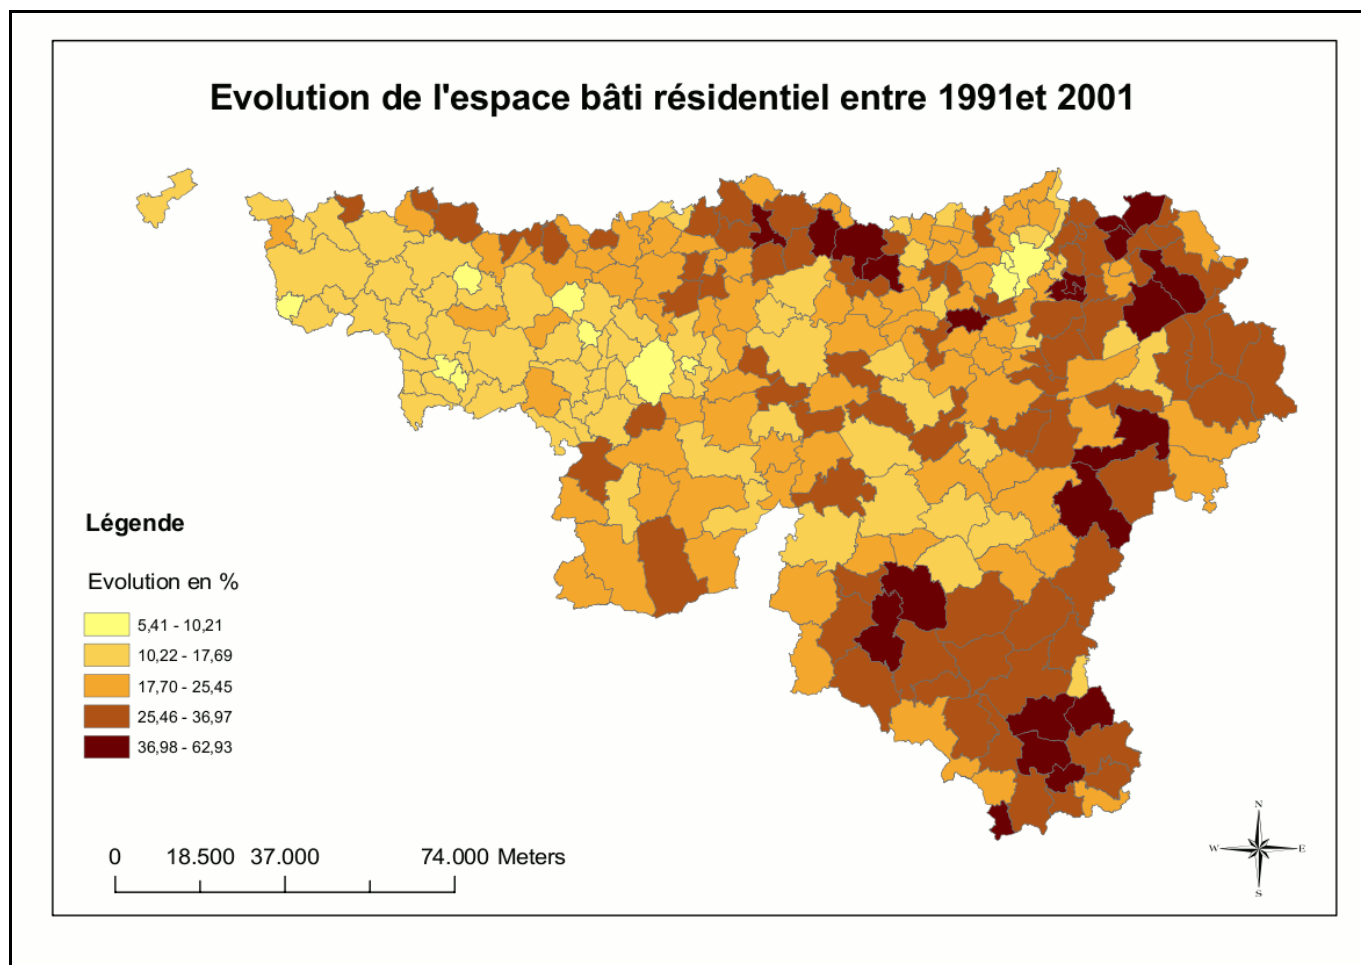 Evolution de l'espace bâti résidentiel entre 1991et 2001
Légende
Evolution en %
5,41 - 10,21
10,22 - 17,69
17,70 - 25,45
25,46 - 36,97
36,98 - 62,93
0 18.500 37.000 74.000 Meters
N
W E
S